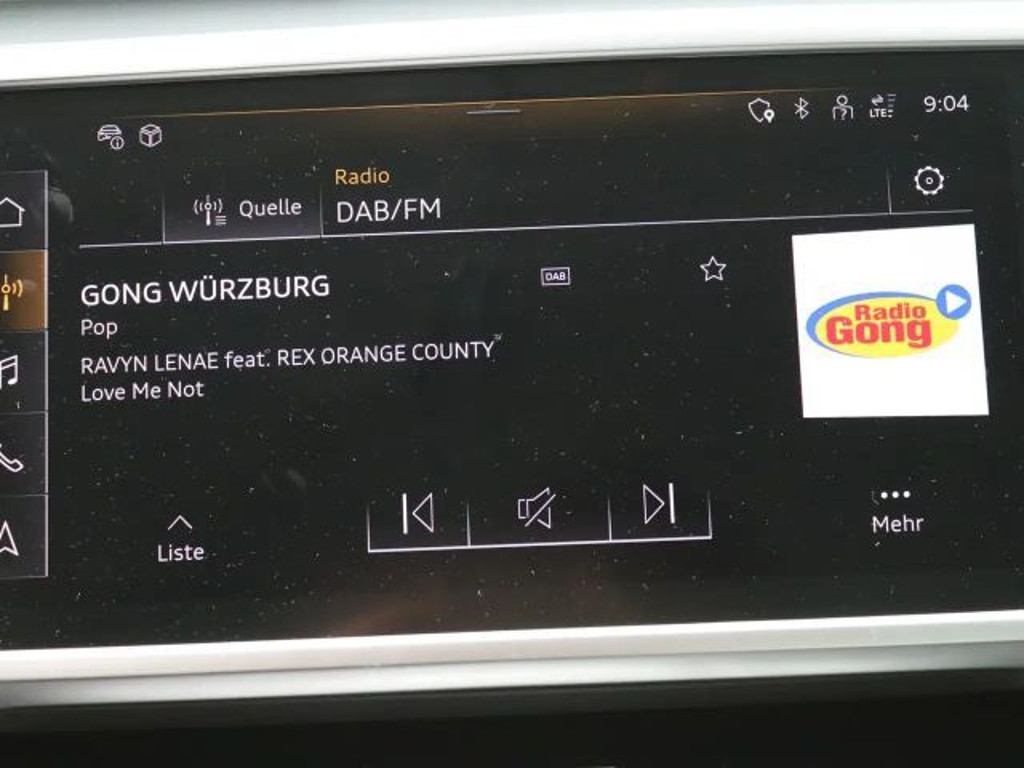 LTE
9:04
Radio
Quelle
DAB/FM
GONG WÜRZBURG
DAB
Pop
RAVYN LENAE feat. REX ORANGE COUNTY
Love Me Not
Radio
Gong
Liste
Mehr